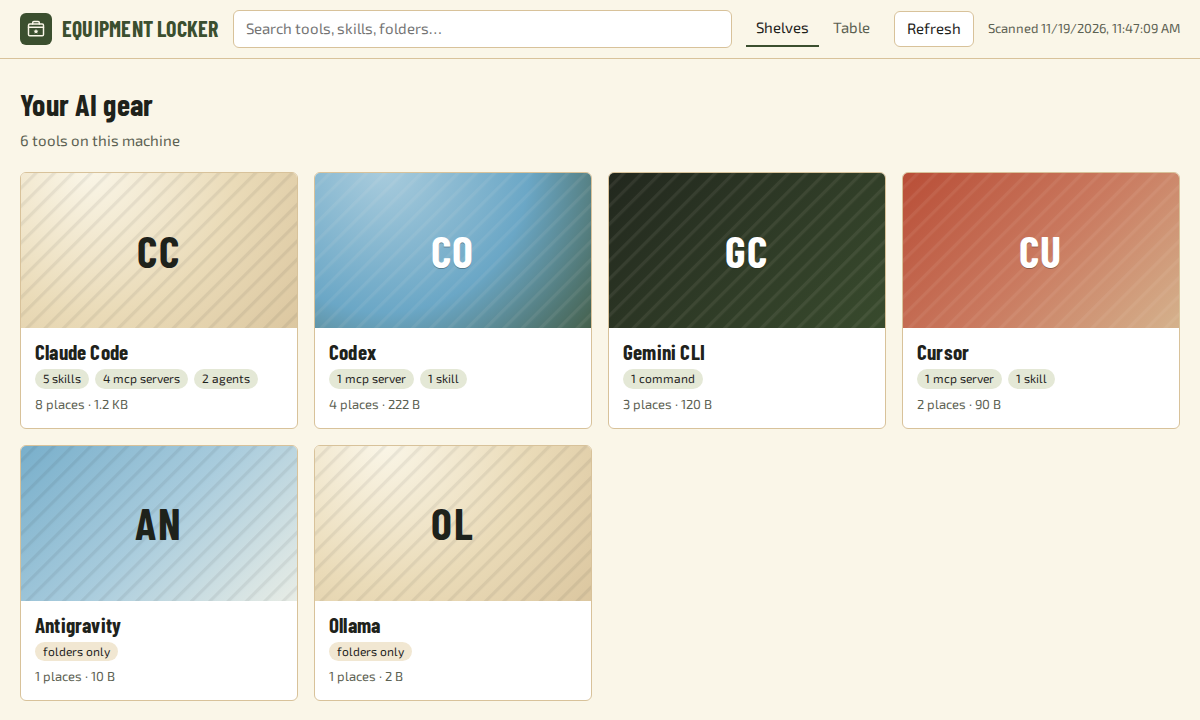 EQUIPMENT LOCKER
Search tools, skills, folders…
Shelves
Table
Refresh
Scanned 11/19/2026, 11:47:09 AM
Your AI gear
6 tools on this machine
CC
Claude Code
5 skills
4 mcp servers
2 agents
8 places · 1.2 KB
CO
Codex
1 mcp server
1 skill
4 places · 222 B
GC
Gemini CLI
1 command
3 places · 120 B
CU
Cursor
1 mcp server
1 skill
2 places · 90 B
AN
Antigravity
folders only
1 places · 10 B
OL
Ollama
folders only
1 places · 2 B